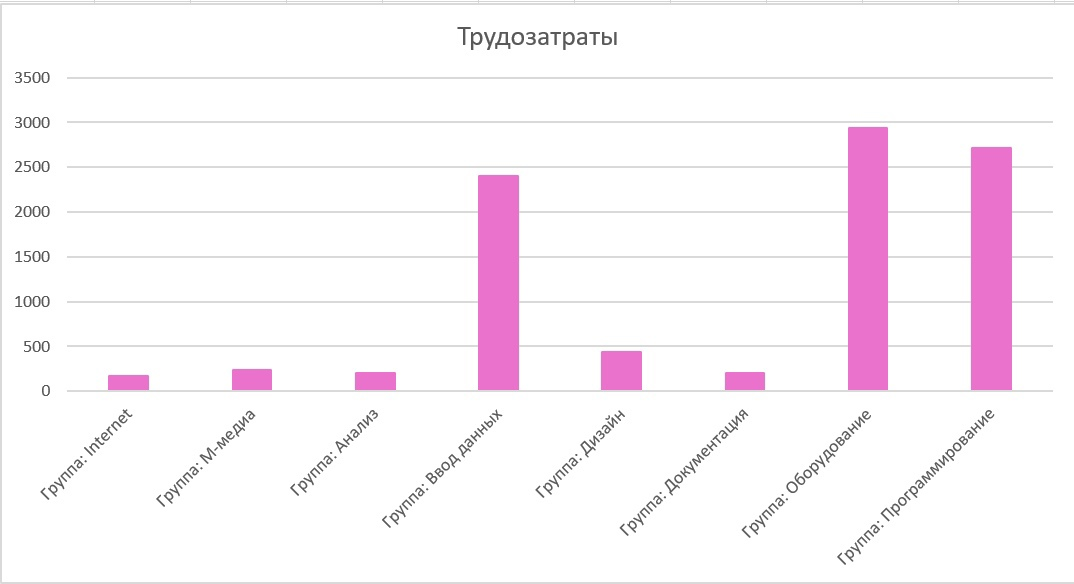 Трудозатраты
3500
3000
2500
2000
1500
1000
500
0
Группа: Internet
Группа: М-медиа
Группа: Анализ
Группа: Ввод данных
Группа: Дизайн
Группа: Документация
Группа: Оборудование
Группа: Программирование